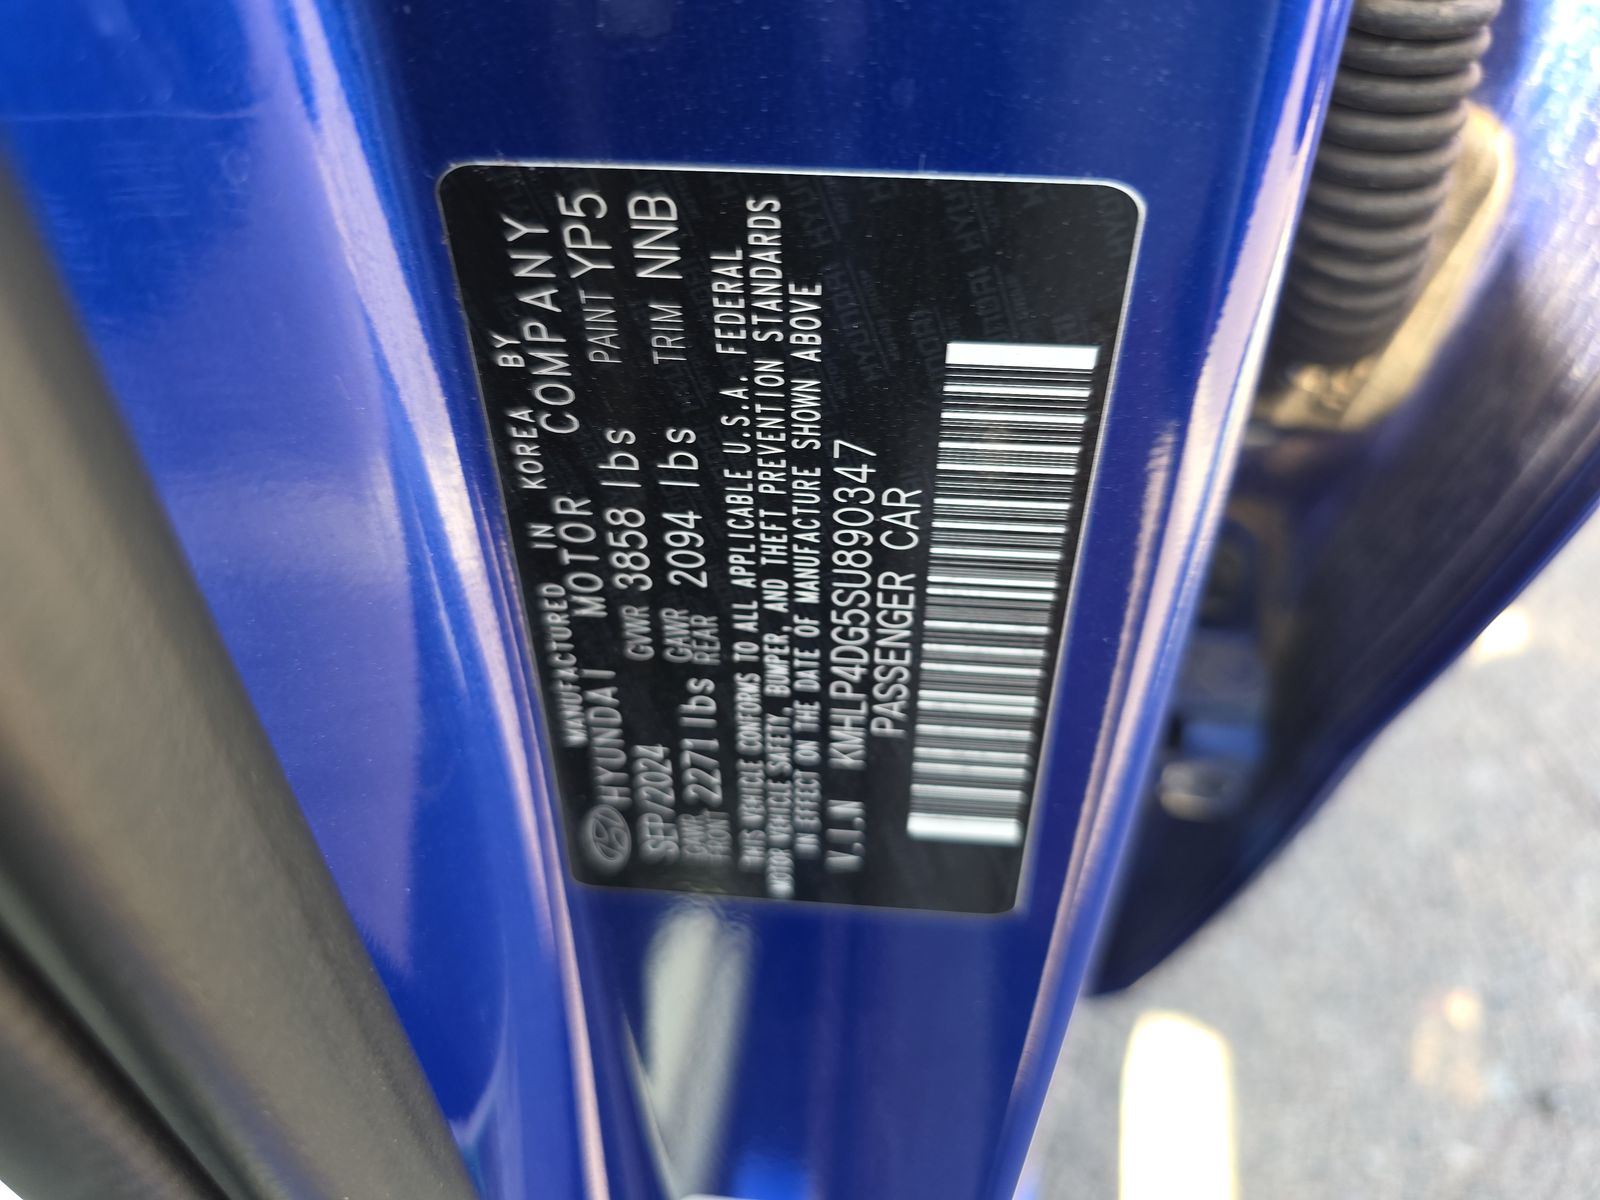 MANUFACTURED IN KOREA BY
HYUNDAI MOTOR COMPANY
SEP/2024 GVWR 3858 lbs PAINT YP5
GAWR FRONT 2271 lbs GAWR REAR 2094 lbs TRIM NNB
THIS VEHICLE CONFORMS TO ALL APPLICABLE U.S.A. FEDERAL
MOTOR VEHICLE SAFETY, BUMPER, AND THEFT PREVENTION STANDARDS
IN EFFECT ON THE DATE OF MANUFACTURE SHOWN ABOVE
V.I.N KMHLP4DG5SU890347
PASSENGER CAR